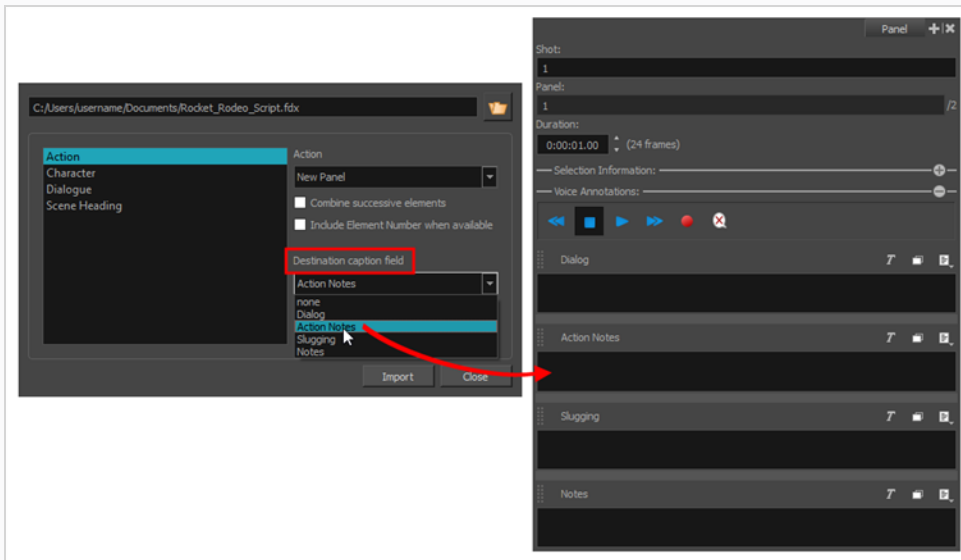 C:/Users/username/Documents/Rocket_Rodeo_Script.fdx
Action
Character
Dialogue
Scene Heading
Action
New Panel
Combine successive elements
Include Element Number when available
Destination caption field
Action Notes
none
Dialog
Action Notes
Slugging
Notes
Import Close
Panel
Shot:
1
Panel:
1 /2
Duration:
0:00:01.00 (24 frames)
Selection Information:
Voice Annotations:
Dialog
Action Notes
Slugging
Notes